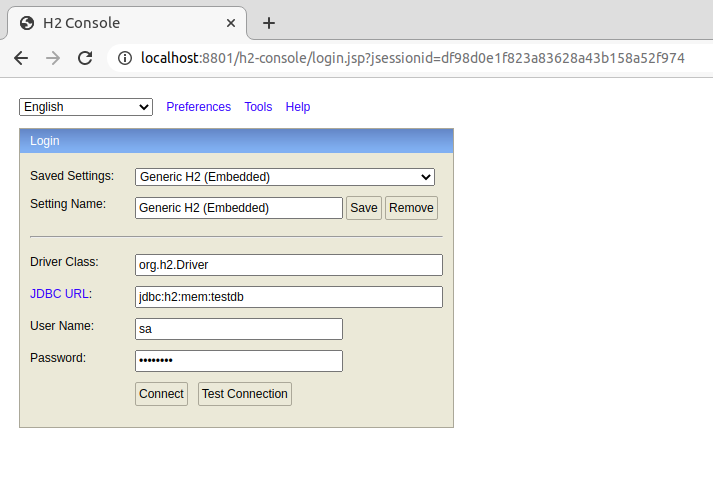 H2 Console
localhost:8801/h2-console/login.jsp?jsessionid=df98d0e1f823a83628a43b158a52f974
English Preferences Tools Help
Login
Saved Settings: Generic H2 (Embedded)
Setting Name: Generic H2 (Embedded) Save Remove
Driver Class: org.h2.Driver
JDBC URL: jdbc:h2:mem:testdb
User Name: sa
Password: ••••••••
Connect Test Connection